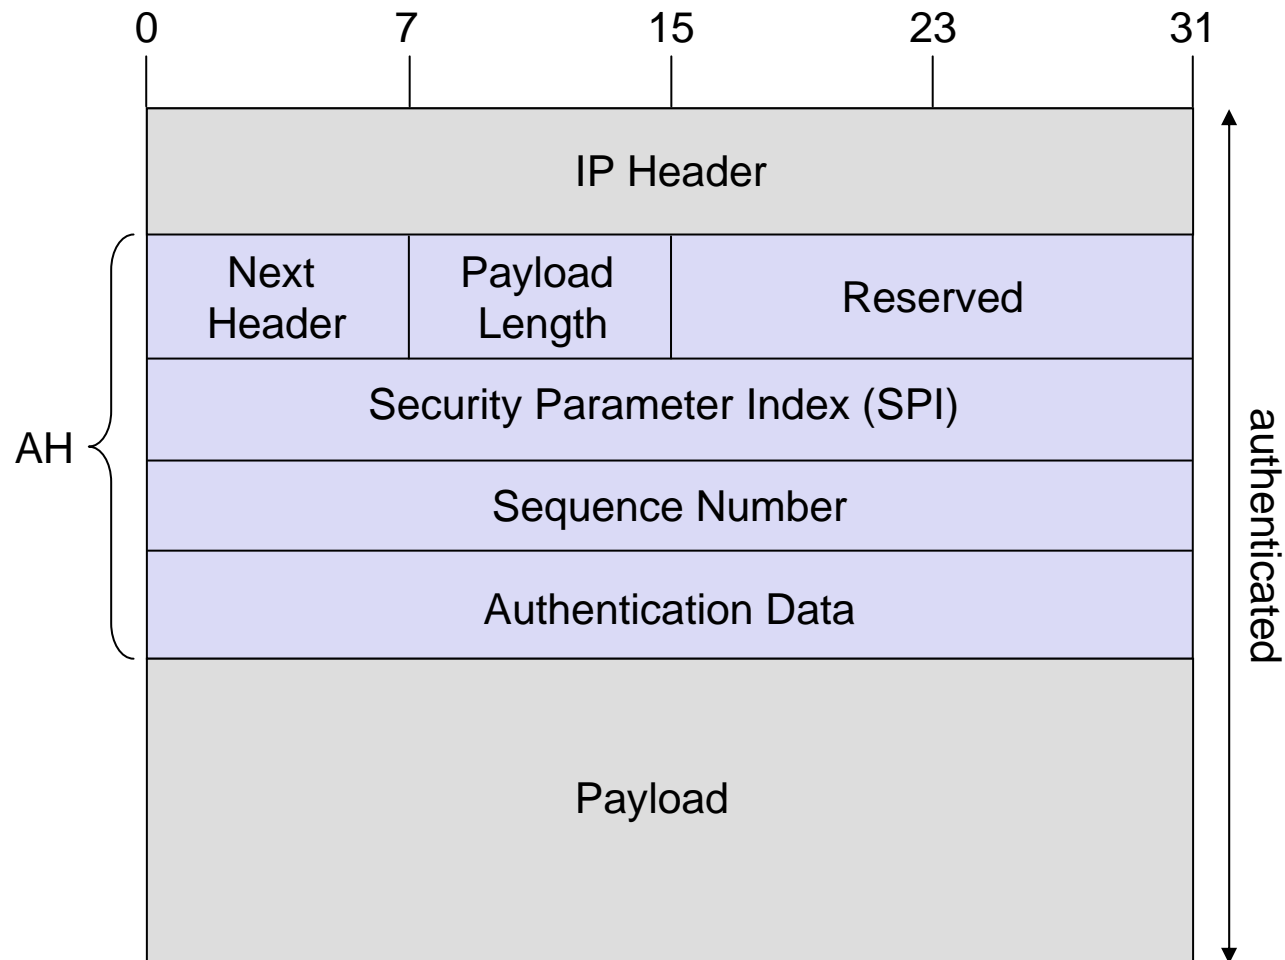 0 7 15 23 31
IP Header
Next
Header
Payload
Length
Reserved
Security Parameter Index (SPI)
AH
Sequence Number
Authentication Data
authenticated
Payload